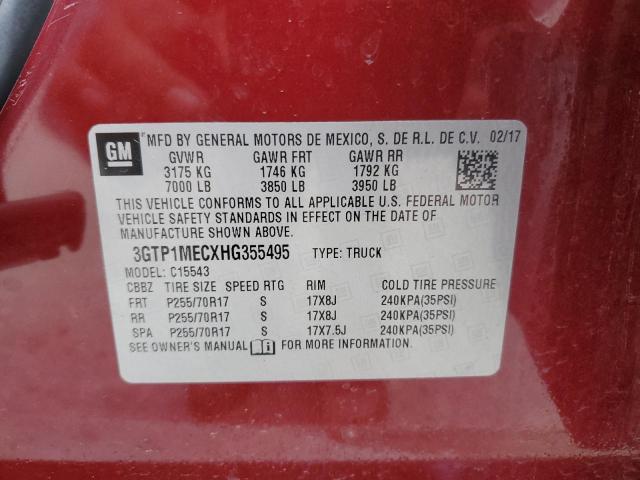 GM
MFD BY GENERAL MOTORS DE MEXICO, S. DE R.L. DE C.V. 02/17
GVWR GAWR FRT GAWR RR
3175 KG 1746 KG 1792 KG
7000 LB 3850 LB 3950 LB
THIS VEHICLE CONFORMS TO ALL APPLICABLE U.S. FEDERAL MOTOR
VEHICLE SAFETY STANDARDS IN EFFECT ON THE DATE OF
MANUFACTURE SHOWN ABOVE.
3GTP1MECXHG355495 TYPE: TRUCK
MODEL: C15543
CBBZ TIRE SIZE SPEED RTG RIM COLD TIRE PRESSURE
FRT P255/70R17 S 17X8J 240KPA(35PSI)
RR P255/70R17 S 17X8J 240KPA(35PSI)
SPA P255/70R17 S 17X7.5J 240KPA(35PSI)
SEE OWNER'S MANUAL FOR MORE INFORMATION.